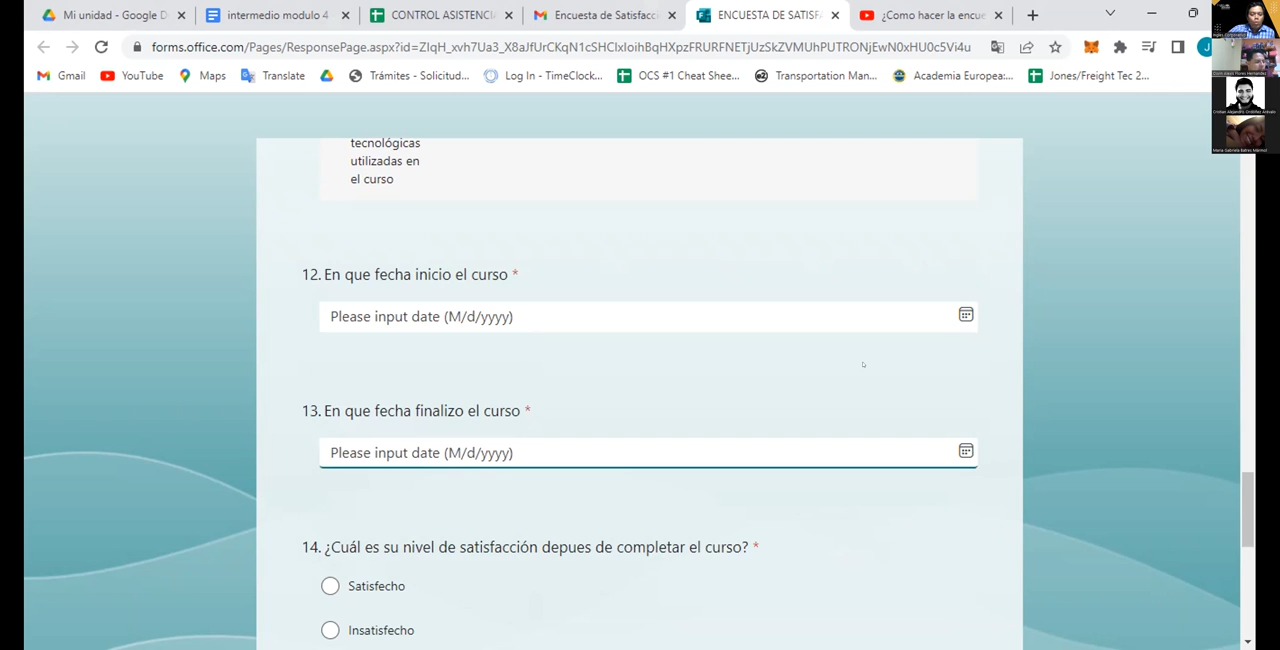 Mi unidad - Google D
intermedio modulo 4
CONTROL ASISTENCIA
Encuesta de Satisfacc
ENCUESTA DE SATISF
¿Como hacer la encue
forms.office.com/Pages/ResponsePage.aspx?id=ZIqH_xvh7Ua3_X8aJfUrCKqN1cSHClxIoihBqHXpzFRURFNETjUzSkZVMUhPUTRONjEwN0xHU0c5Vi4u
Gmail
YouTube
Maps
Translate
Trámites - Solicitud...
Log In - TimeClock...
OCS #1 Cheat Shee...
Transportation Man...
Academia Europea:...
Jones/Freight Tec 2...
tecnológicas
utilizadas en
el curso
12. En que fecha inicio el curso *
Please input date (M/d/yyyy)
13. En que fecha finalizo el curso *
Please input date (M/d/yyyy)
14. ¿Cuál es su nivel de satisfacción depues de completar el curso? *
Satisfecho
Insatisfecho